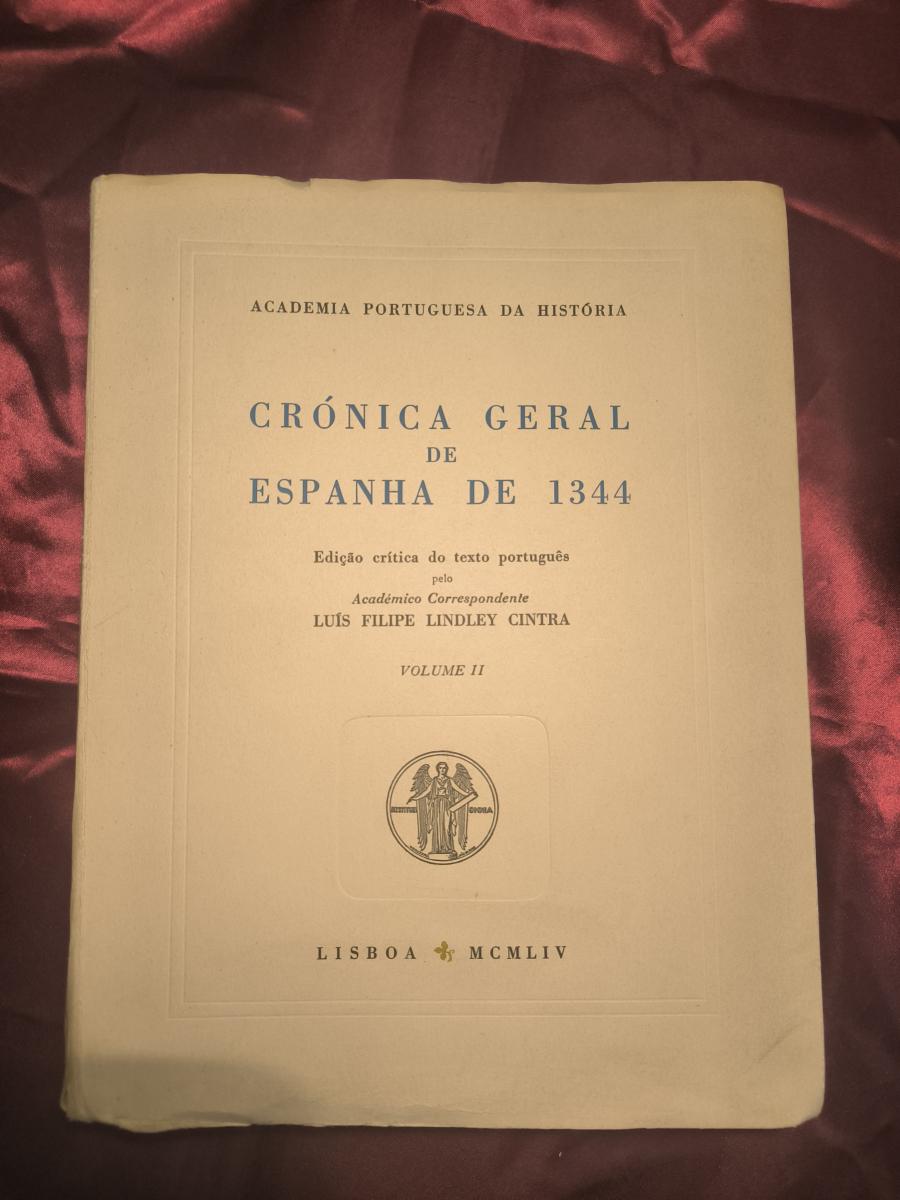 ACADEMIA PORTUGUESA DA HISTÓRIA
CRÓNICA GERAL
DE
ESPANHA DE 1344
Edição crítica do texto português
pelo
Académico Correspondente
LUÍS FILIPE LINDLEY CINTRA
VOLUME II
LISBOA MCMLIV